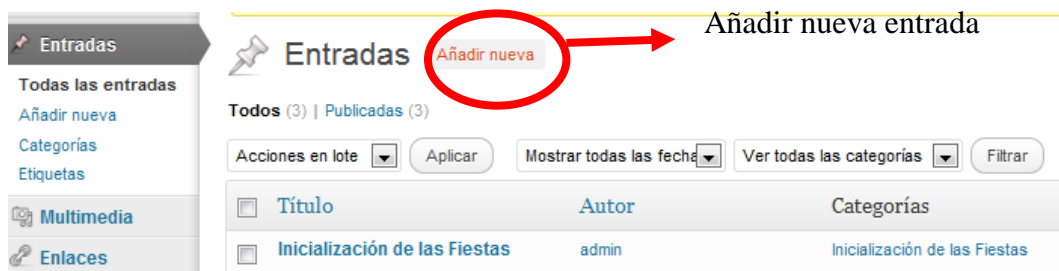 Añadir nueva entrada
Entradas
Todas las entradas
Añadir nueva
Categorías
Etiquetas
Multimedia
Enlaces
Entradas Añadir nueva
Todos (3) | Publicadas (3)
Acciones en lote Aplicar Mostrar todas las fecha Ver todas las categorías Filtrar
Título Autor Categorías
Inicialización de las Fiestas admin Inicialización de las Fiestas